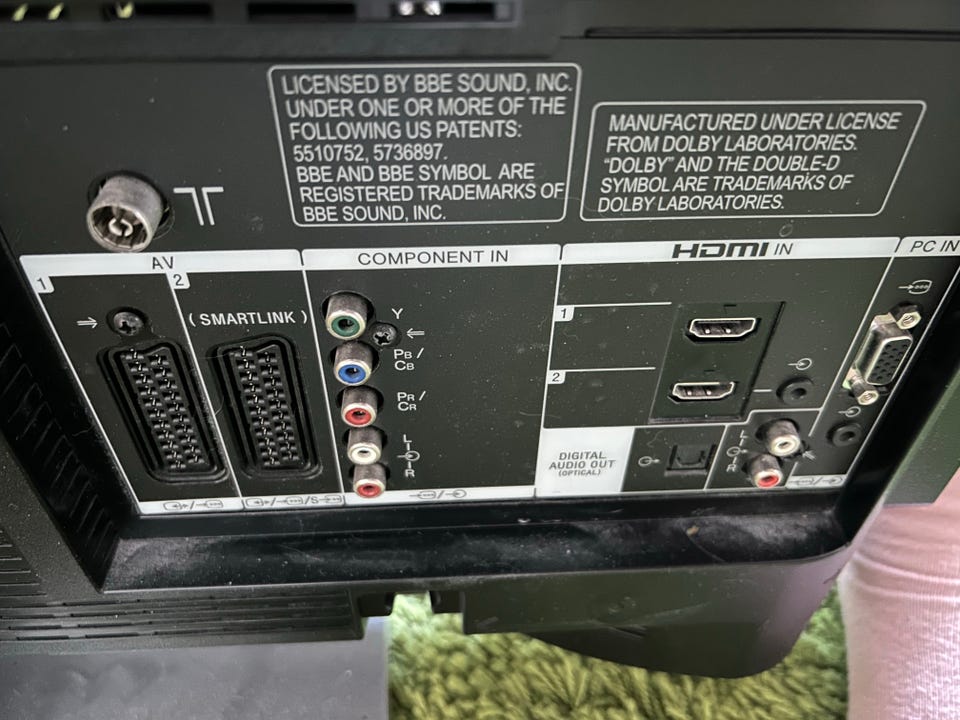 LICENSED BY BBE SOUND, INC.
UNDER ONE OR MORE OF THE
FOLLOWING US PATENTS:
5510752, 5736897.
BBE AND BBE SYMBOL ARE
REGISTERED TRADEMARKS OF
BBE SOUND, INC.
MANUFACTURED UNDER LICENSE
FROM DOLBY LABORATORIES.
“DOLBY” AND THE DOUBLE-D
SYMBOL ARE TRADEMARKS OF
DOLBY LABORATORIES.
AV
1
2
(SMARTLINK)
COMPONENT IN
Y
PB /
CB
PR /
CR
L
R
HDMI IN
1
2
DIGITAL
AUDIO OUT
(OPTICAL)
L
R
PC IN
/S